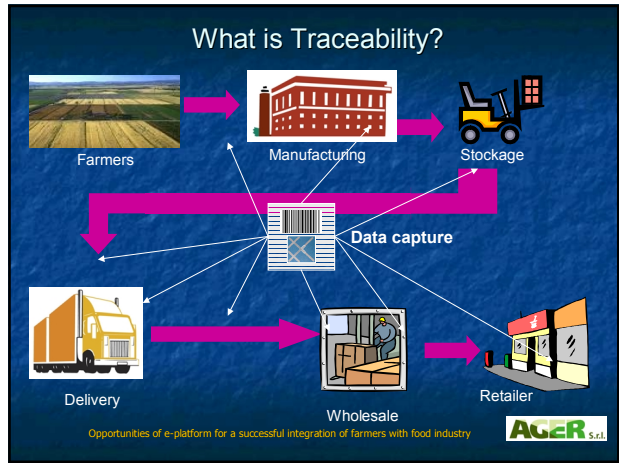 What is Traceability?
Farmers
Manufacturing
Stockage
Data capture
Delivery
Wholesale
Retailer
Opportunities of e-platform for a successful integration of farmers with food industry
AGER S.r.l.